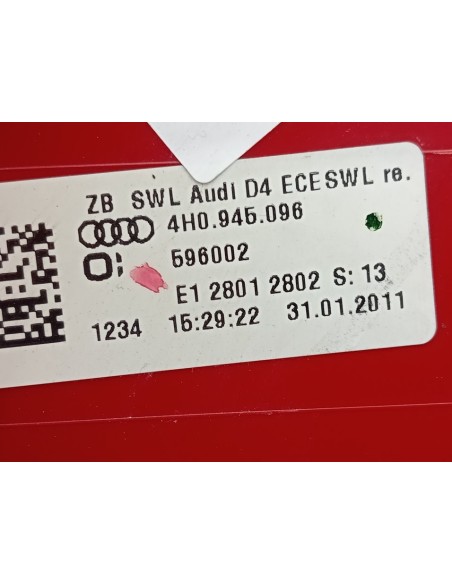 ZB SWL Audi D4 ECESWL re.
4H0.945.096
596002
E1 2801 2802 S: 13
1234 15:29:22 31.01.2011